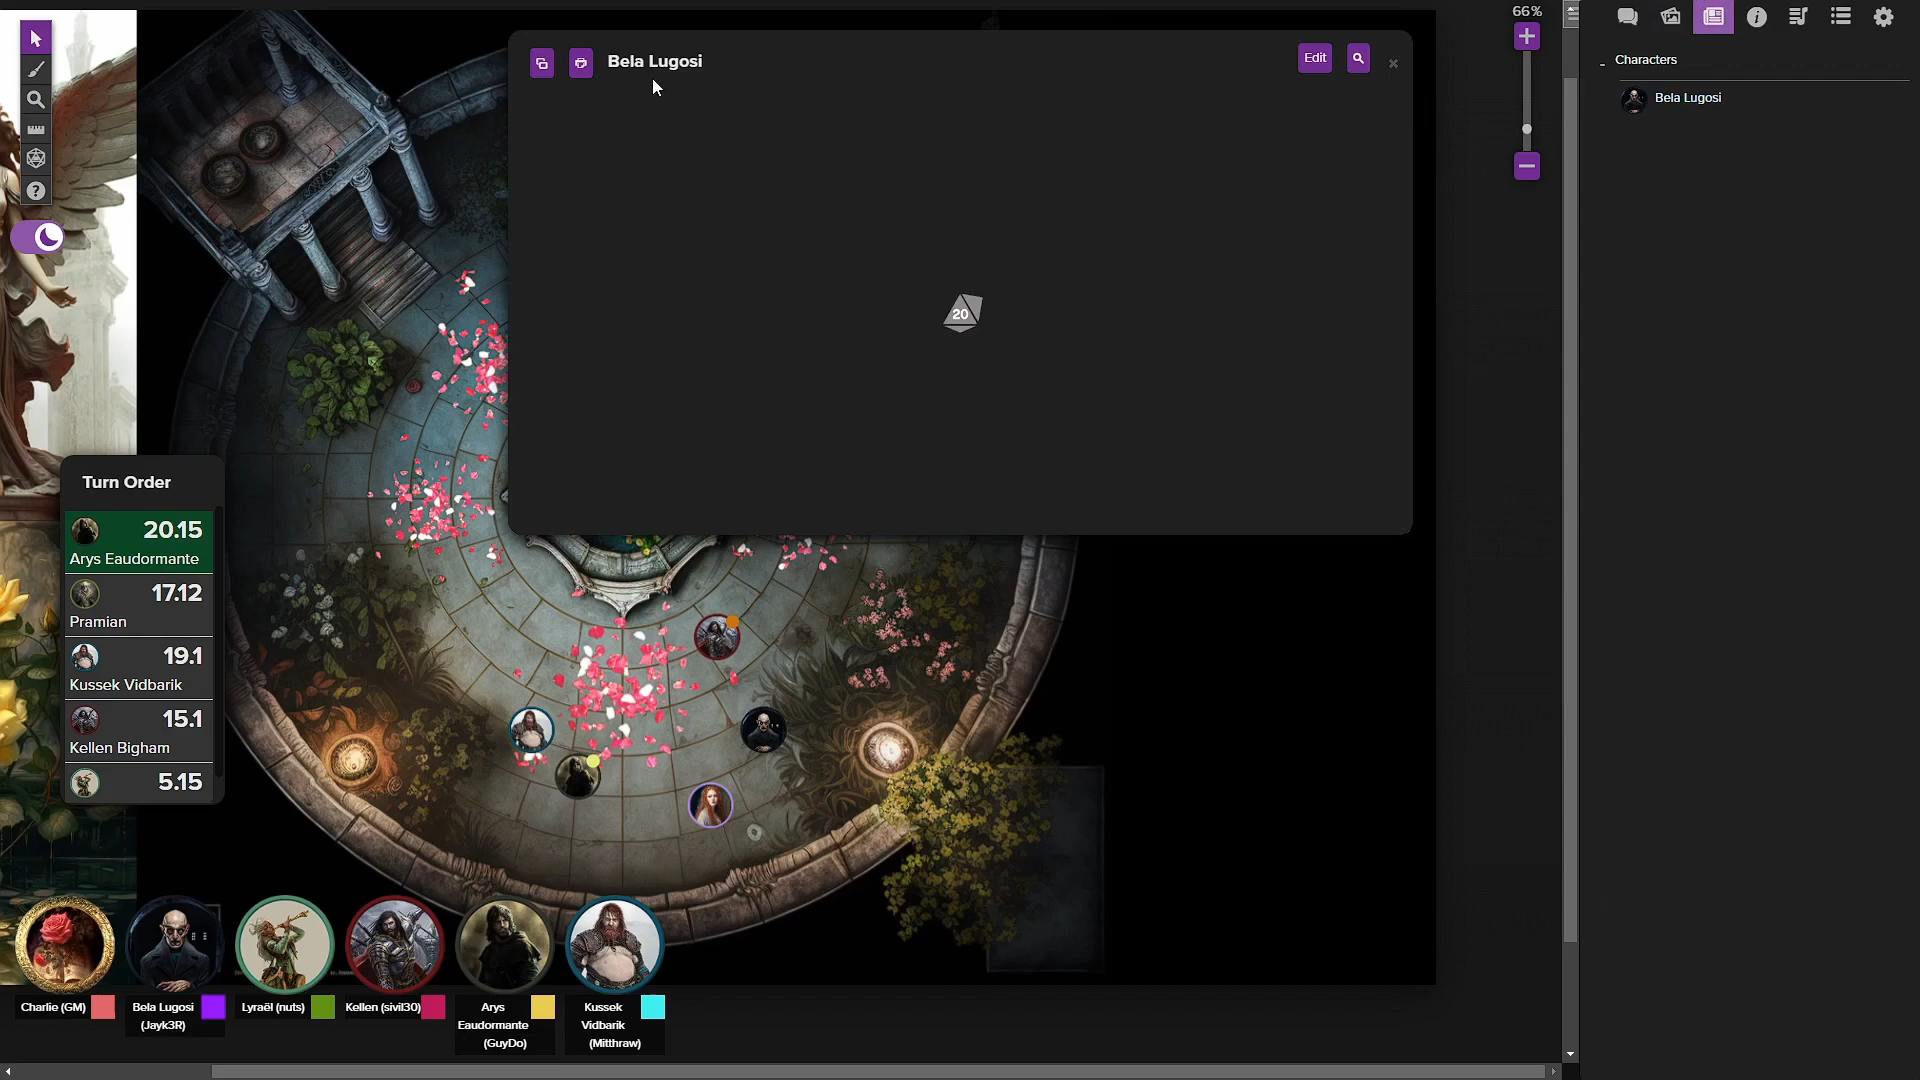 66%
Bela Lugosi
Edit
Characters
Bela Lugosi
20
Turn Order
20.15
Arys Eaudormante
17.12
Pramian
19.1
Kussek Vidbarik
15.1
Kellen Bigham
5.15
Charlie (GM)
Bela Lugosi
(Jayk3R)
Lyraël (nuts)
Kellen (sivil30)
Arys
Eaudormante
(GuyDo)
Kussek
Vidbarik
(Mitthraw)